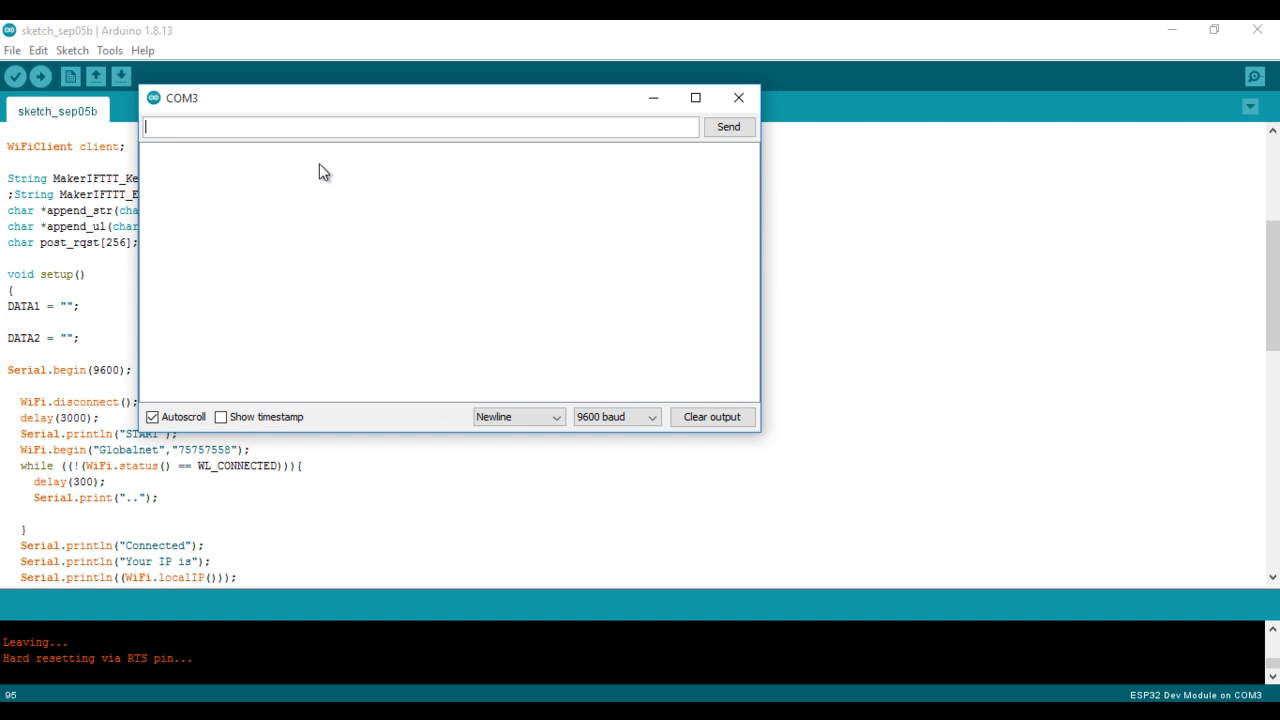 sketch_sep05b | Arduino 1.8.13
File Edit Sketch Tools Help
sketch_sep05b
COM3
Send
WiFiClient client;
String MakerIFTTT_Ke
;String MakerIFTTT_E
char *append_str(cha
char *append_ul(char
char post_rqst[256];
void setup()
{
DATA1 = "";
DATA2 = "";
Serial.begin(9600);
WiFi.disconnect();
delay(3000);
Autoscroll Show timestamp Newline 9600 baud Clear output
Serial.println("START");
WiFi.begin("Globalnet","75757558");
while ((!(WiFi.status() == WL_CONNECTED))){
delay(300);
Serial.print("..");
}
Serial.println("Connected");
Serial.println("Your IP is");
Serial.println((WiFi.localIP()));
Leaving...
Hard resetting via RTS pin...
95
ESP32 Dev Module on COM3